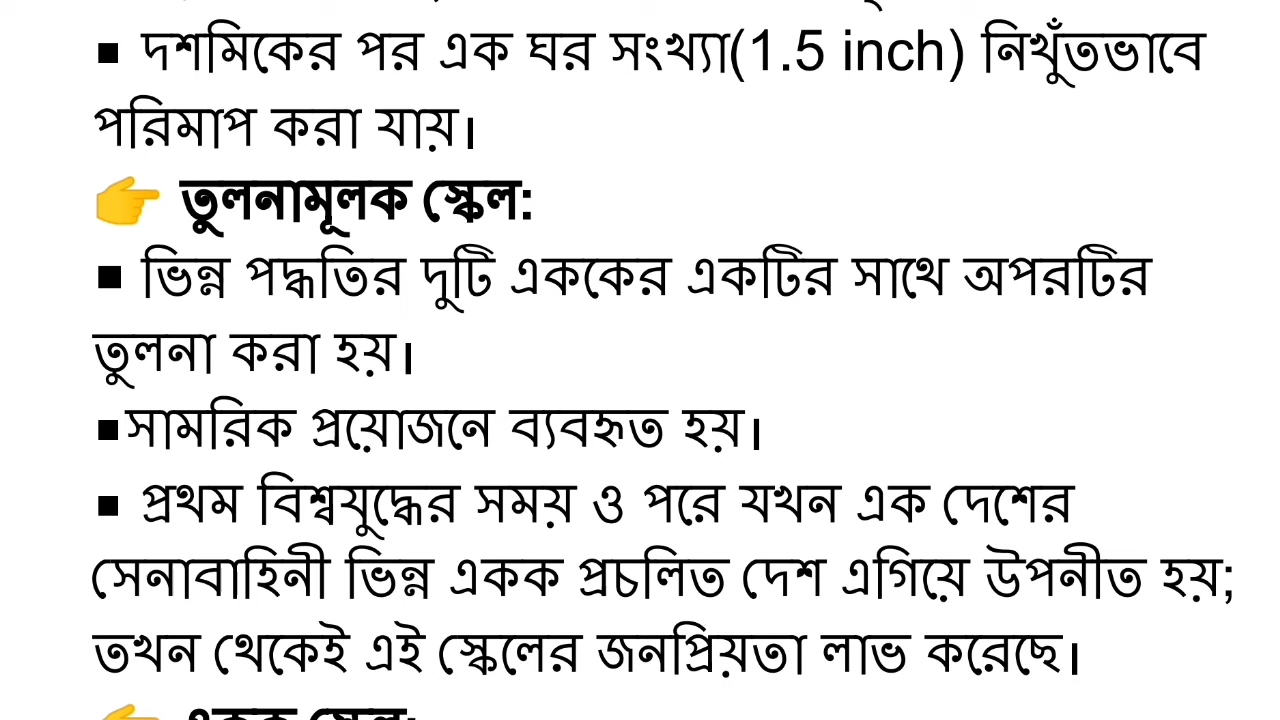 ▪ দশমিকের পর এক ঘর সংখ্যা(1.5 inch) নিখুঁতভাবে
পরিমাপ করা যায়।
👉 তুলনামূলক স্কেল:
▪ ভিন্ন পদ্ধতির দুটি এককের একটির সাথে অপরটির
তুলনা করা হয়।
▪সামরিক প্রয়োজনে ব্যবহৃত হয়।
▪ প্রথম বিশ্বযুদ্ধের সময় ও পরে যখন এক দেশের
সেনাবাহিনী ভিন্ন একক প্রচলিত দেশ এগিয়ে উপনীত হয়;
তখন থেকেই এই স্কেলের জনপ্রিয়তা লাভ করেছে।